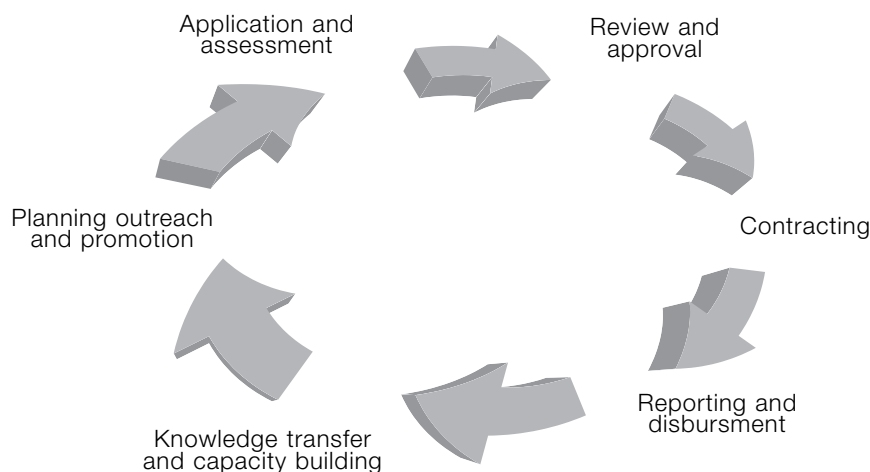 Application and
assessment
Review and
approval
Contracting
Reporting and
disbursment
Knowledge transfer
and capacity building
Planning outreach
and promotion